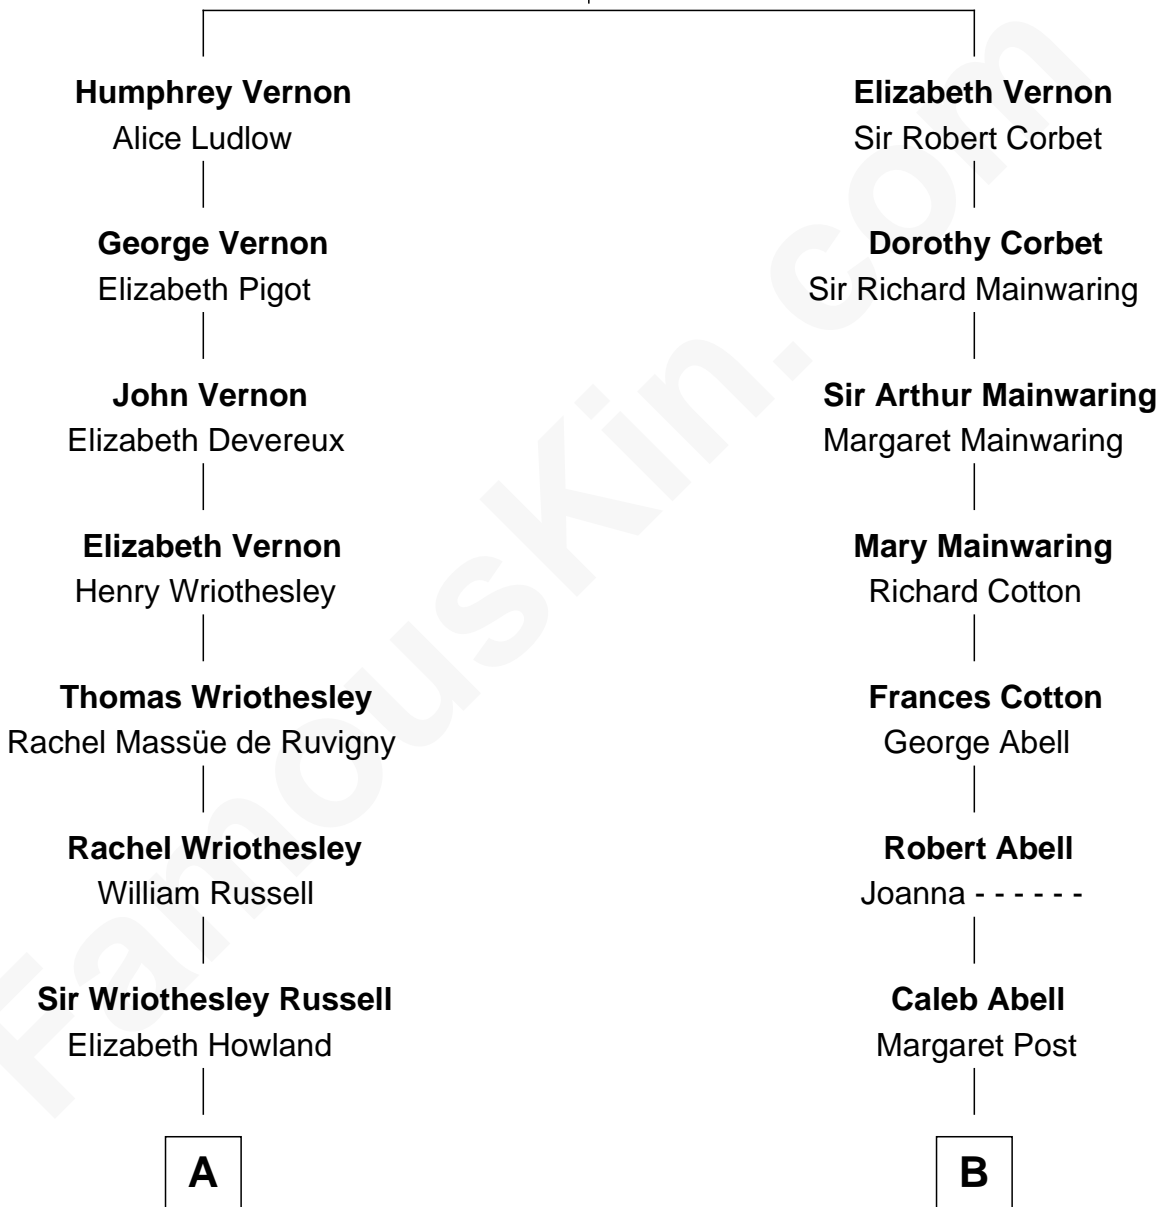 Humphrey Vernon
Alice Ludlow
George Vernon
Elizabeth Pigot
John Vernon
Elizabeth Devereux
Elizabeth Vernon
Henry Wriothesley
Thomas Wriothesley
Rachel Massüe de Ruvigny
Rachel Wriothesley
William Russell
Sir Wriothesley Russell
Elizabeth Howland
A
Elizabeth Vernon
Sir Robert Corbet
Dorothy Corbet
Sir Richard Mainwaring
Sir Arthur Mainwaring
Margaret Mainwaring
Mary Mainwaring
Richard Cotton
Frances Cotton
George Abell
Robert Abell
Joanna - - - - - -
Caleb Abell
Margaret Post
B
FamousKin.com